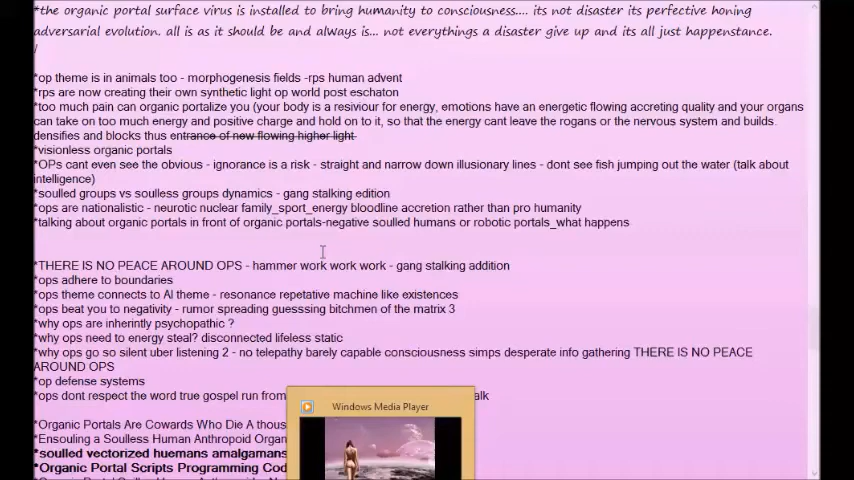 *the organic portal surface virus is installed to bring humanity to consciousness.... its not disaster its perfective honing
adversarial evolution. all is as it should be and always is... not everythings a disaster give up and its all just happenstance.
/
*op theme is in animals too - morphogenesis fields -rps human advent
*rps are now creating their own synthetic light op world post eschaton
*too much pain can organic portalize you (your body is a resiviour for energy, emotions have an energetic flowing accreting quality and your organs
can take on too much energy and positive charge and hold on to it, so that the energy cant leave the rogans or the nervous system and builds.
densifies and blocks thus entrance of new flowing higher light
*visionless organic portals
*OPs cant even see the obvious - ignorance is a risk - straight and narrow down illusionary lines - dont see fish jumping out the water (talk about
intelligence)
*soulled groups vs soulless groups dynamics - gang stalking edition
*ops are nationalistic - neurotic nuclear family_sport_energy bloodline accretion rather than pro humanity
*talking about organic portals in front of organic portals-negative soulled humans or robotic portals_what happens
*THERE IS NO PEACE AROUND OPS - hammer work work work - gang stalking addition
*ops adhere to boundaries
*ops theme connects to AI theme - resonance repetative machine like existences
*ops beat you to negativity - rumor spreading guesssing bitchmen of the matrix 3
*why ops are inherintly psychopathic ?
*why ops need to energy steal? disconnected lifeless static
*why ops go so silent uber listening 2 - no telepathy barely capable consciousness simps desperate info gathering THERE IS NO PEACE
AROUND OPS
*op defense systems
*ops dont respect the word true gospel run from
Windows Media Player
*Organic Portals Are Cowards Who Die A thous
*Ensouling a Soulless Human Anthropoid Organ
*soulled vectorized huemans amalgamans
*Organic Portal Scripts Programming Cod